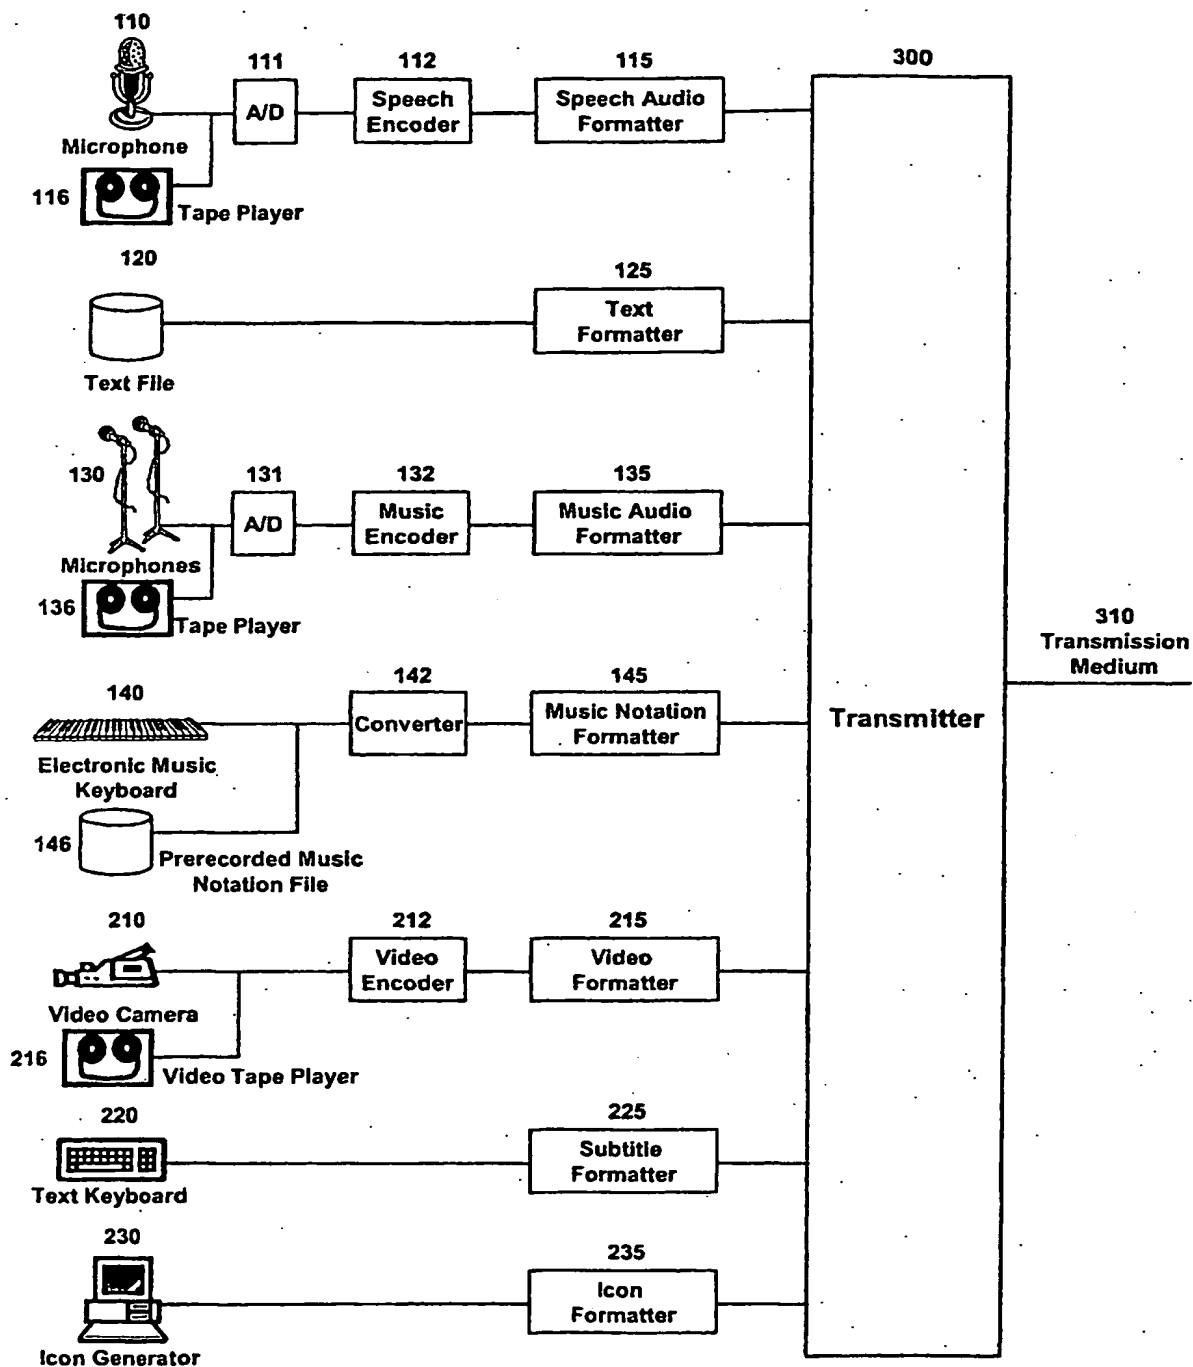 110
111
112
115
300
A/D
Speech
Encoder
Speech Audio
Formatter
Microphone
116
Tape Player
120
125
Text
Formatter
Text File
130
131
132
135
A/D
Music
Encoder
Music Audio
Formatter
Microphones
136
Tape Player
310
Transmission
Medium
140
142
145
Converter
Music Notation
Formatter
Transmitter
Electronic Music
Keyboard
146
Prerecorded Music
Notation File
210
212
215
Video
Encoder
Video
Formatter
Video Camera
216
Video Tape Player
220
225
Subtitle
Formatter
Text Keyboard
230
235
Icon
Formatter
Icon Generator